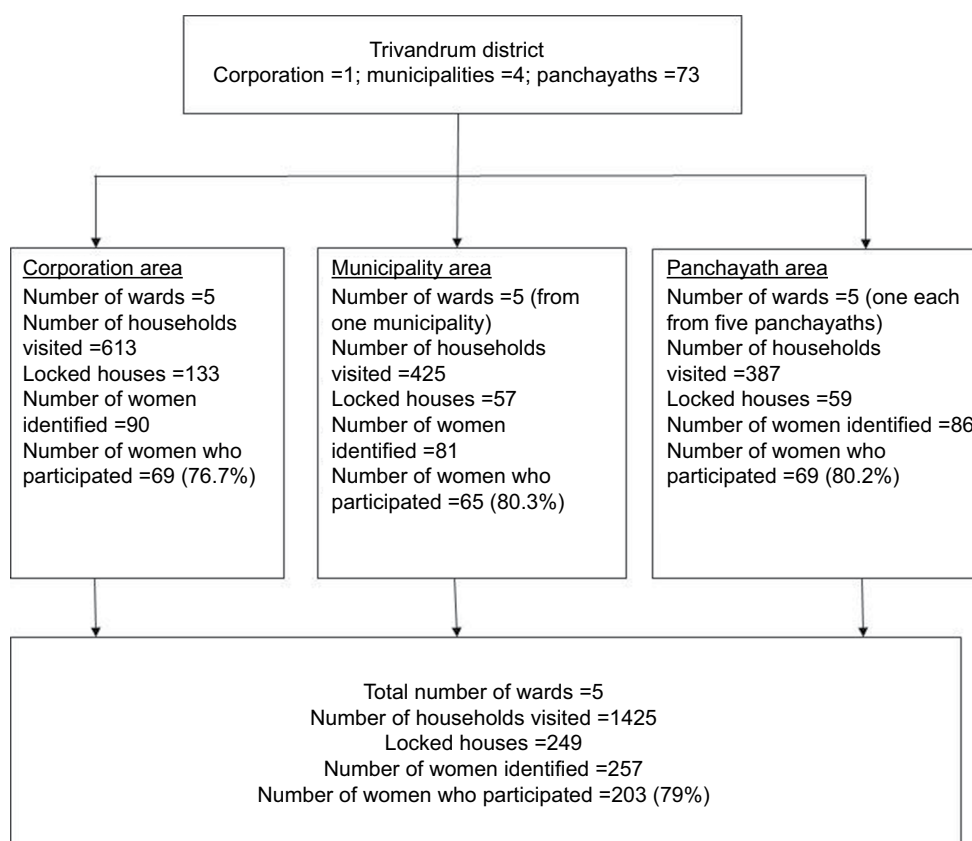 Trivandrum district
Corporation =1; municipalities =4; panchayaths =73
Corporation area
Number of wards =5
Number of households
visited =613
Locked houses =133
Number of women
identified =90
Number of women who
participated =69 (76.7%)
Municipality area
Number of wards =5 (from
one municipality)
Number of households
visited =425
Locked houses =57
Number of women
identified =81
Number of women who
participated =65 (80.3%)
Panchayath area
Number of wards =5 (one each
from five panchayaths)
Number of households
visited =387
Locked houses =59
Number of women identified =86
Number of women who
participated =69 (80.2%)
Total number of wards =5
Number of households visited =1425
Locked houses =249
Number of women identified =257
Number of women who participated =203 (79%)